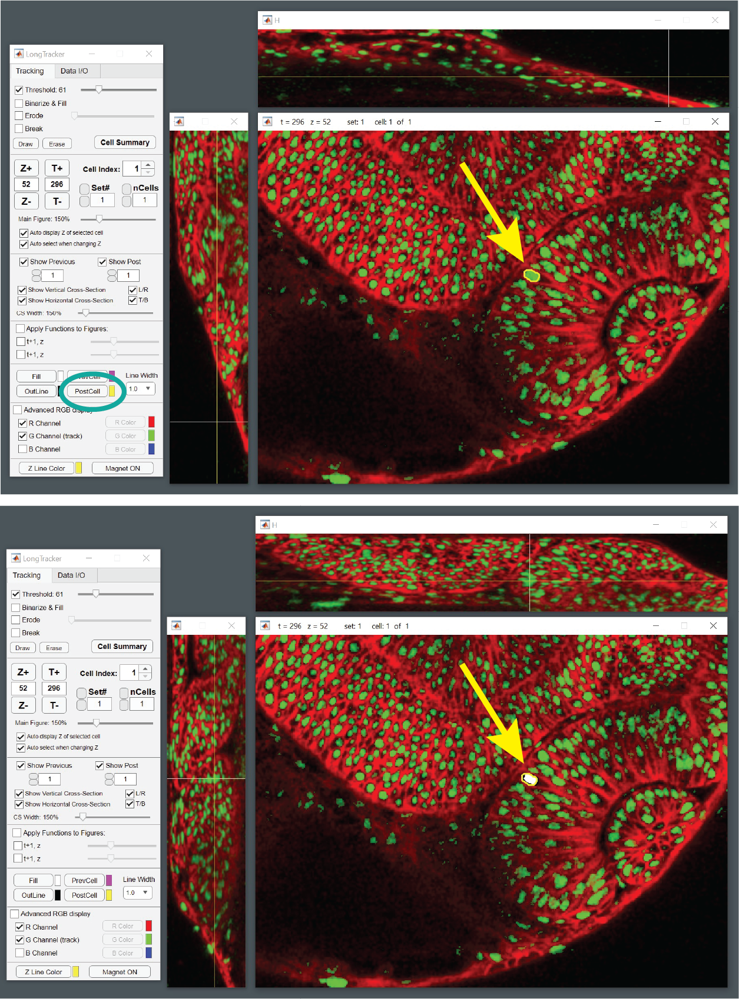 H
LongTracker
Tracking Data I/O
Threshold: 61
Binarize & Fill
Erode
Break
Draw Erase Cell Summary
t = 296 z = 52 set: 1 cell: 1 of 1
Z+ T+ Cell Index: 1
52 296 Set# nCells
Z- T- 1 1
Main Figure: 150%
Auto display Z of selected cell
Auto select when changing Z
Show Previous Show Post
1 1
Show Vertical Cross-Section L/R
Show Horizontal Cross-Section T/B
CS Width: 150%
Apply Functions to Figures:
t+1, z
t+1, z
Fill PrevCell Line Width
OutLine PostCell 1.0
Advanced RGB display
R Channel R Color
G Channel (track) G Color
B Channel B Color
Z Line Color Magnet ON
H
LongTracker
Tracking Data I/O
Threshold: 61
Binarize & Fill
Erode
Break
Draw Erase Cell Summary
t = 296 z = 52 set: 1 cell: 1 of 1
Z+ T+ Cell Index: 1
52 296 Set# nCells
Z- T- 1 1
Main Figure: 150%
Auto display Z of selected cell
Auto select when changing Z
Show Previous Show Post
1 1
Show Vertical Cross-Section L/R
Show Horizontal Cross-Section T/B
CS Width: 150%
Apply Functions to Figures:
t+1, z
t+1, z
Fill PrevCell Line Width
OutLine PostCell 1.0
Advanced RGB display
R Channel R Color
G Channel (track) G Color
B Channel B Color
Z Line Color Magnet ON